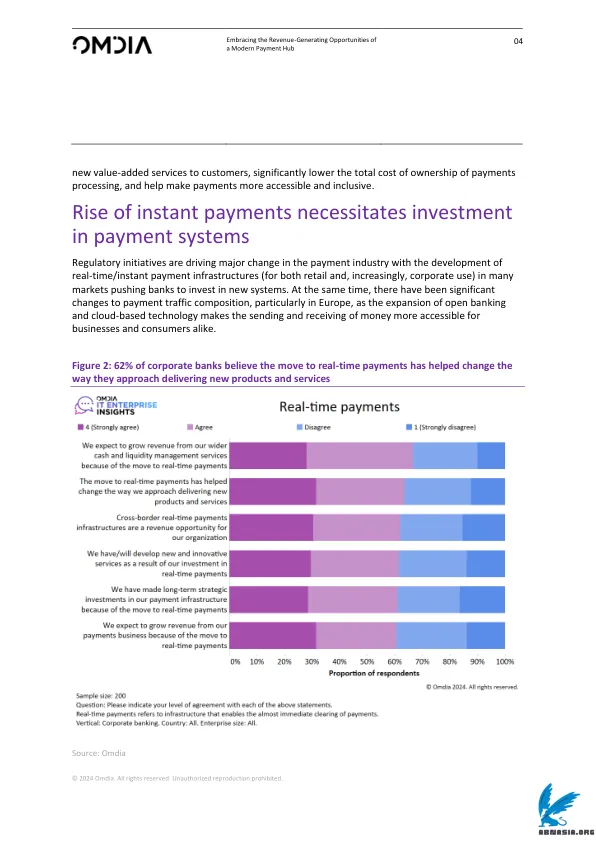 OMDIA
Embracing the Revenue-Generating Opportunities of
a Modern Payment Hub
04
new value-added services to customers, significantly lower the total cost of ownership of payments
processing, and help make payments more accessible and inclusive.
Rise of instant payments necessitates investment
in payment systems
Regulatory initiatives are driving major change in the payment industry with the development of
real-time/instant payment infrastructures (for both retail and, increasingly, corporate use) in many
markets pushing banks to invest in new systems. At the same time, there have been significant
changes to payment traffic composition, particularly in Europe, as the expansion of open banking
and cloud-based technology makes the sending and receiving of money more accessible for
businesses and consumers alike.
Figure 2: 62% of corporate banks believe the move to real-time payments has helped change the
way they approach delivering new products and services
OMDIA
IT ENTERPRISE
INSIGHTS
Real-time payments
4 (Strongly agree) Agree Disagree 1 (Strongly disagree)
We expect to grow revenue from our wider
cash and liquidity management services
because of the move to real-time payments
The move to real-time payments has helped
change the way we approach delivering new
products and services
Cross-border real-time payments
infrastructures are a revenue opportunity for
our organization
We have/will develop new and innovative
services as a result of our investment in
real-time payments
We have made long-term strategic
investments in our payment infrastructure
because of the move to real-time payments
We expect to grow revenue from our
payments business because of the move to
real-time payments
0% 10% 20% 30% 40% 50% 60% 70% 80% 90% 100%
Proportion of respondents
© Omdia 2024. All rights reserved.
Sample size: 200
Question: Please indicate your level of agreement with each of the above statements.
Real-time payments refers to infrastructure that enables the almost immediate clearing of payments.
Vertical: Corporate banking. Country: All. Enterprise size: All.
Source: Omdia
© 2024 Omdia. All rights reserved. Unauthorized reproduction prohibited.
ABNASIA.ORG